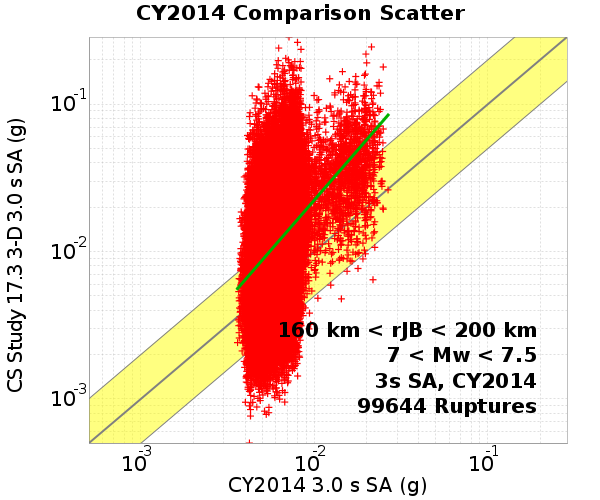 CY2014 Comparison Scatter
CS Study 17.3 3-D 3.0 s SA (g)
10-1
10-2
10-3
160 km < rJB < 200 km
7 < Mw < 7.5
3s SA, CY2014
99644 Ruptures
10-3 10-2 10-1
CY2014 3.0 s SA (g)